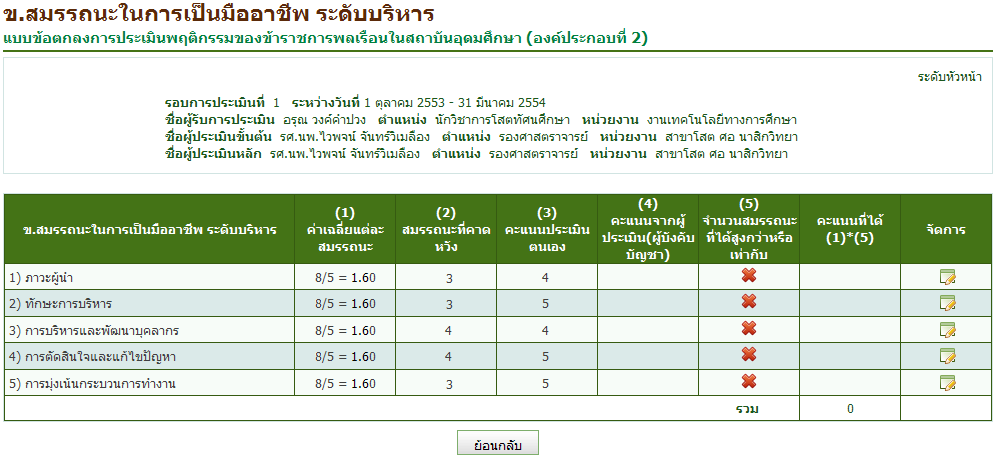 ข.สมรรถนะในการเป็นมืออาชีพ ระดับบริหาร
แบบข้อตกลงการประเมินพฤติกรรมของข้าราชการพลเรือนในสถาบันอุดมศึกษา (องค์ประกอบที่ 2)
ระดับหัวหน้า
รอบการประเมินที่ 1 ระหว่างวันที่ 1 ตุลาคม 2553 - 31 มีนาคม 2554
ชื่อผู้รับการประเมิน อรุณ วงค์คำปวง ตำแหน่ง นักวิชาการโสตทัศนศึกษา หน่วยงาน งานเทคโนโลยีทางการศึกษา
ชื่อผู้ประเมินขั้นต้น รศ.นพ.ไวพจน์ จันทร์วิเมลือง ตำแหน่ง รองศาสตราจารย์ หน่วยงาน สาขาโสต ศอ นาสิกวิทยา
ชื่อผู้ประเมินหลัก รศ.นพ.ไวพจน์ จันทร์วิเมลือง ตำแหน่ง รองศาสตราจารย์ หน่วยงาน สาขาโสต ศอ นาสิกวิทยา
ข.สมรรถนะในการเป็นมืออาชีพ ระดับบริหาร
(1)
ค่าเฉลี่ยแต่ละ
สมรรถนะ
(2)
สมรรถนะที่คาด
หวัง
(3)
คะแนนประเมิน
ตนเอง
(4)
คะแนนจากผู้
ประเมิน(ผู้บังคับ
บัญชา)
(5)
จำนวนสมรรถนะ
ที่ได้สูงกว่าหรือ
เท่ากับ
คะแนนที่ได้
(1)*(5)
จัดการ
1) ภาวะผู้นำ 8/5 = 1.60 3 4
2) ทักษะการบริหาร 8/5 = 1.60 3 5
3) การบริหารและพัฒนาบุคลากร 8/5 = 1.60 4 4
4) การตัดสินใจและแก้ไขปัญหา 8/5 = 1.60 4 5
5) การมุ่งเน้นกระบวนการทำงาน 8/5 = 1.60 3 5
รวม 0
ย้อนกลับ